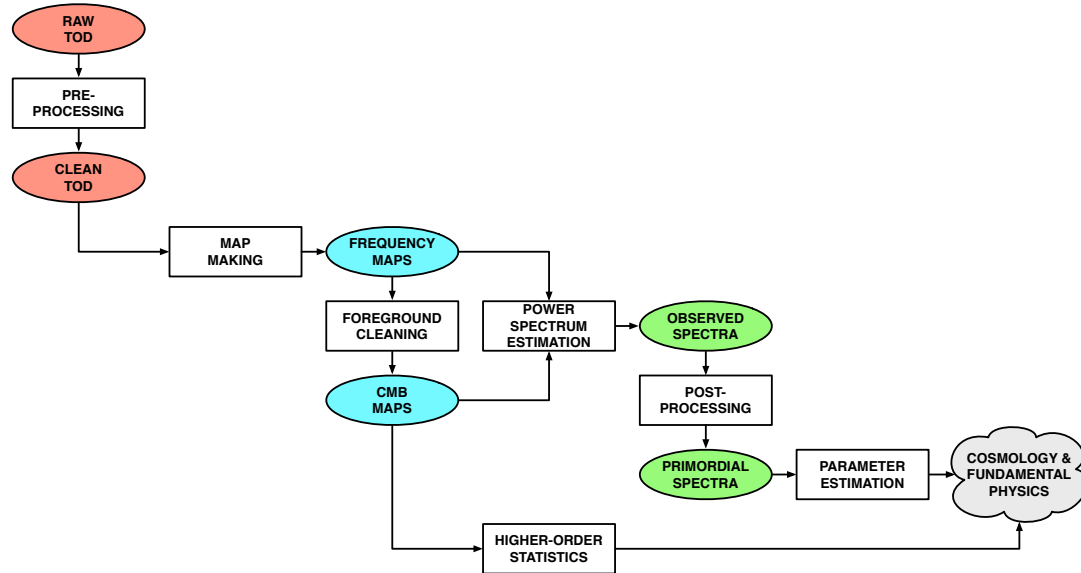 RAW
TOD
PRE-
PROCESSING
CLEAN
TOD
MAP
MAKING
FREQUENCY
MAPS
FOREGROUND
CLEANING
CMB
MAPS
POWER
SPECTRUM
ESTIMATION
OBSERVED
SPECTRA
POST-
PROCESSING
PRIMORDIAL
SPECTRA
PARAMETER
ESTIMATION
COSMOLOGY &
FUNDAMENTAL
PHYSICS
HIGHER-ORDER
STATISTICS